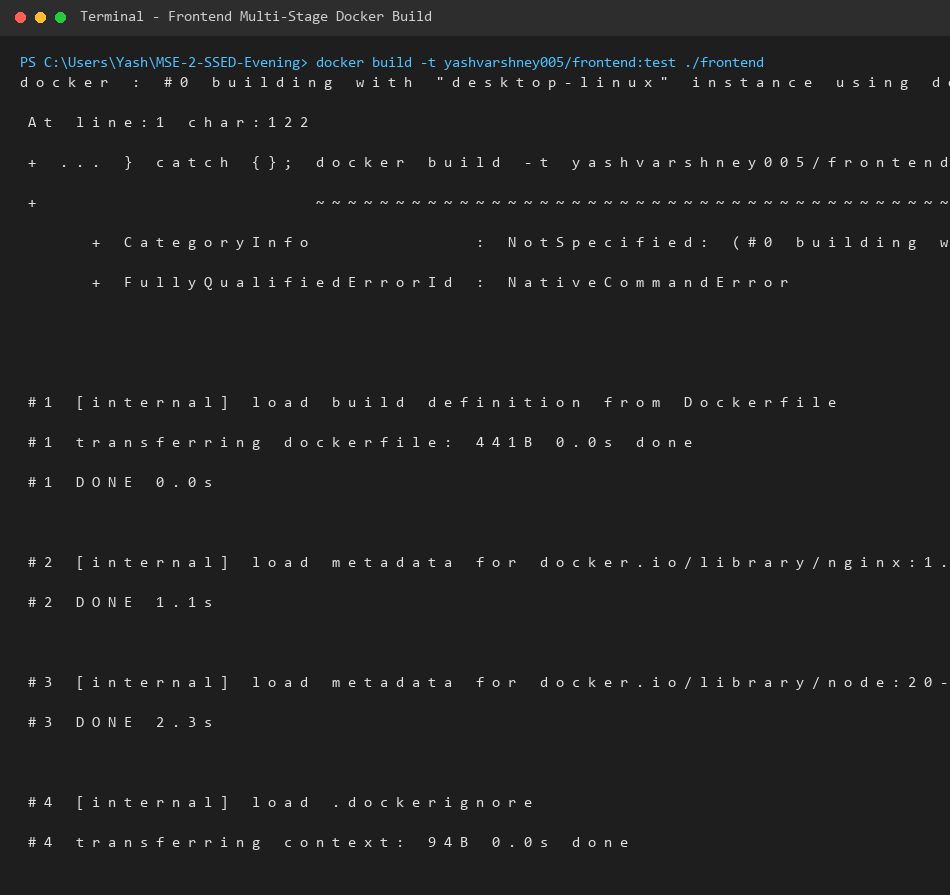 Terminal - Frontend Multi-Stage Docker Build
PS C:\Users\Yash\MSE-2-SSED-Evening> docker build -t yashvarshney005/frontend:test ./frontend
docker : #0 building with "desktop-linux" instance using d
At line:1 char:122
+ ... } catch {}; docker build -t yashvarshney005/frontend
+ ~~~~~~~~~~~~~~~~~~~~~~~~~~~~~~~~~~~~~~~~
+ CategoryInfo : NotSpecified: (#0 building w
+ FullyQualifiedErrorId : NativeCommandError
#1 [internal] load build definition from Dockerfile
#1 transferring dockerfile: 441B 0.0s done
#1 DONE 0.0s
#2 [internal] load metadata for docker.io/library/nginx:1.
#2 DONE 1.1s
#3 [internal] load metadata for docker.io/library/node:20-
#3 DONE 2.3s
#4 [internal] load .dockerignore
#4 transferring context: 94B 0.0s done